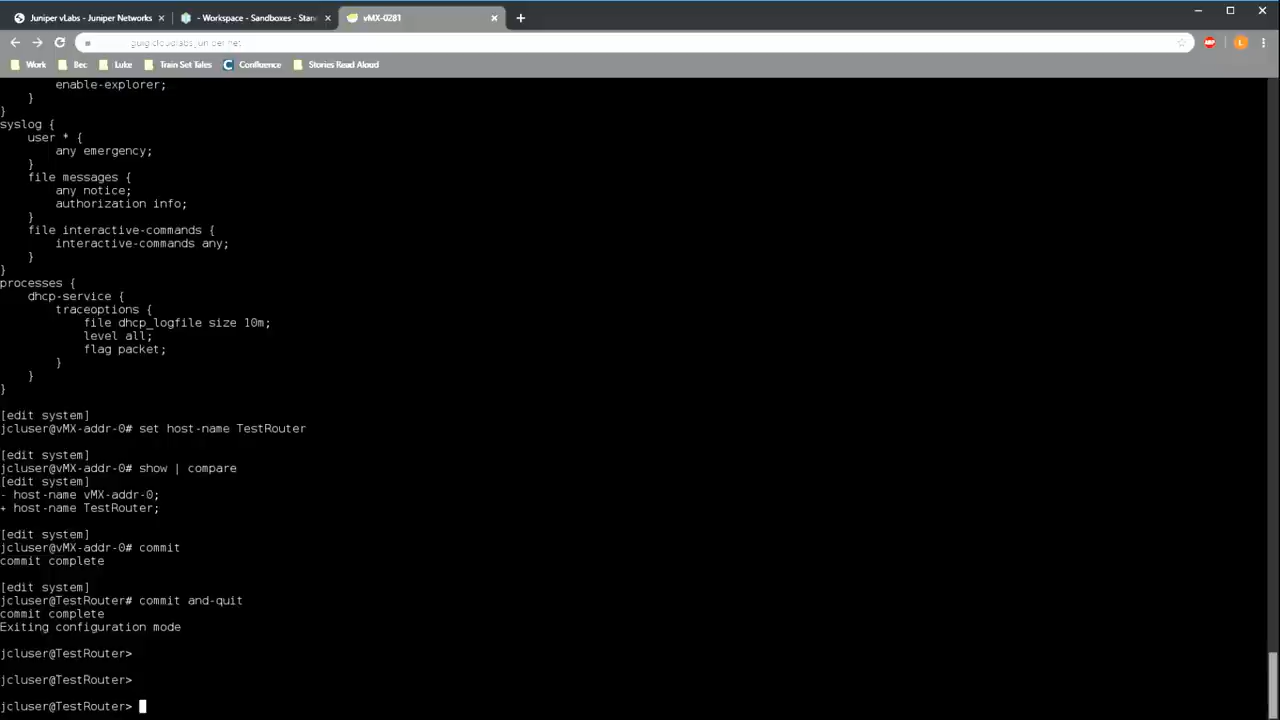 Juniper vLabs - Juniper Networks
- Workspace - Sandboxes - Stan
vMX-0281
Work
Bec
Luke
Train Set Tales
Confluence
Stories Read Aloud
enable-explorer;
}
}
syslog {
user * {
any emergency;
}
file messages {
any notice;
authorization info;
}
file interactive-commands {
interactive-commands any;
}
}
processes {
dhcp-service {
traceoptions {
file dhcp_logfile size 10m;
level all;
flag packet;
}
}
}
[edit system]
jcluser@vMX-addr-0# set host-name TestRouter
[edit system]
jcluser@vMX-addr-0# show | compare
[edit system]
- host-name vMX-addr-0;
+ host-name TestRouter;
[edit system]
jcluser@vMX-addr-0# commit
commit complete
[edit system]
jcluser@TestRouter# commit and-quit
commit complete
Exiting configuration mode
jcluser@TestRouter>
jcluser@TestRouter>
jcluser@TestRouter>